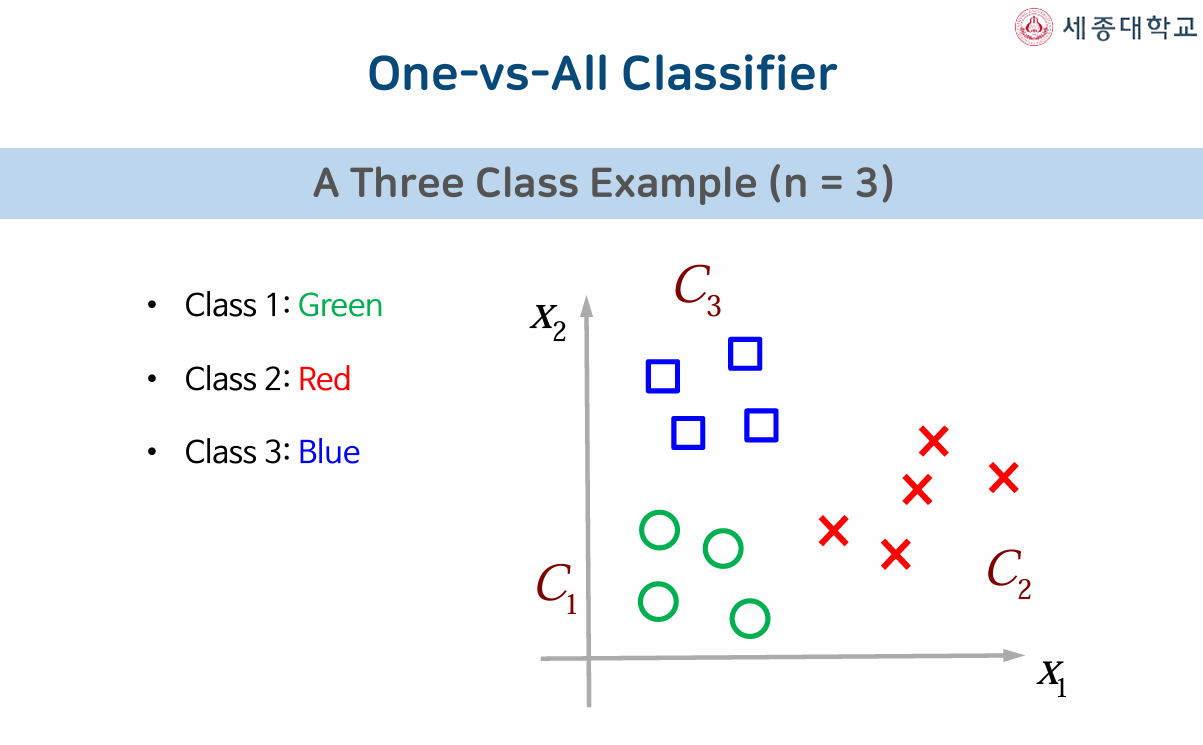 세종대학교
One-vs-All Classifier
A Three Class Example (n = 3)
• Class 1: Green
• Class 2: Red
• Class 3: Blue
C₃
x₂
C₁
C₂
x₁